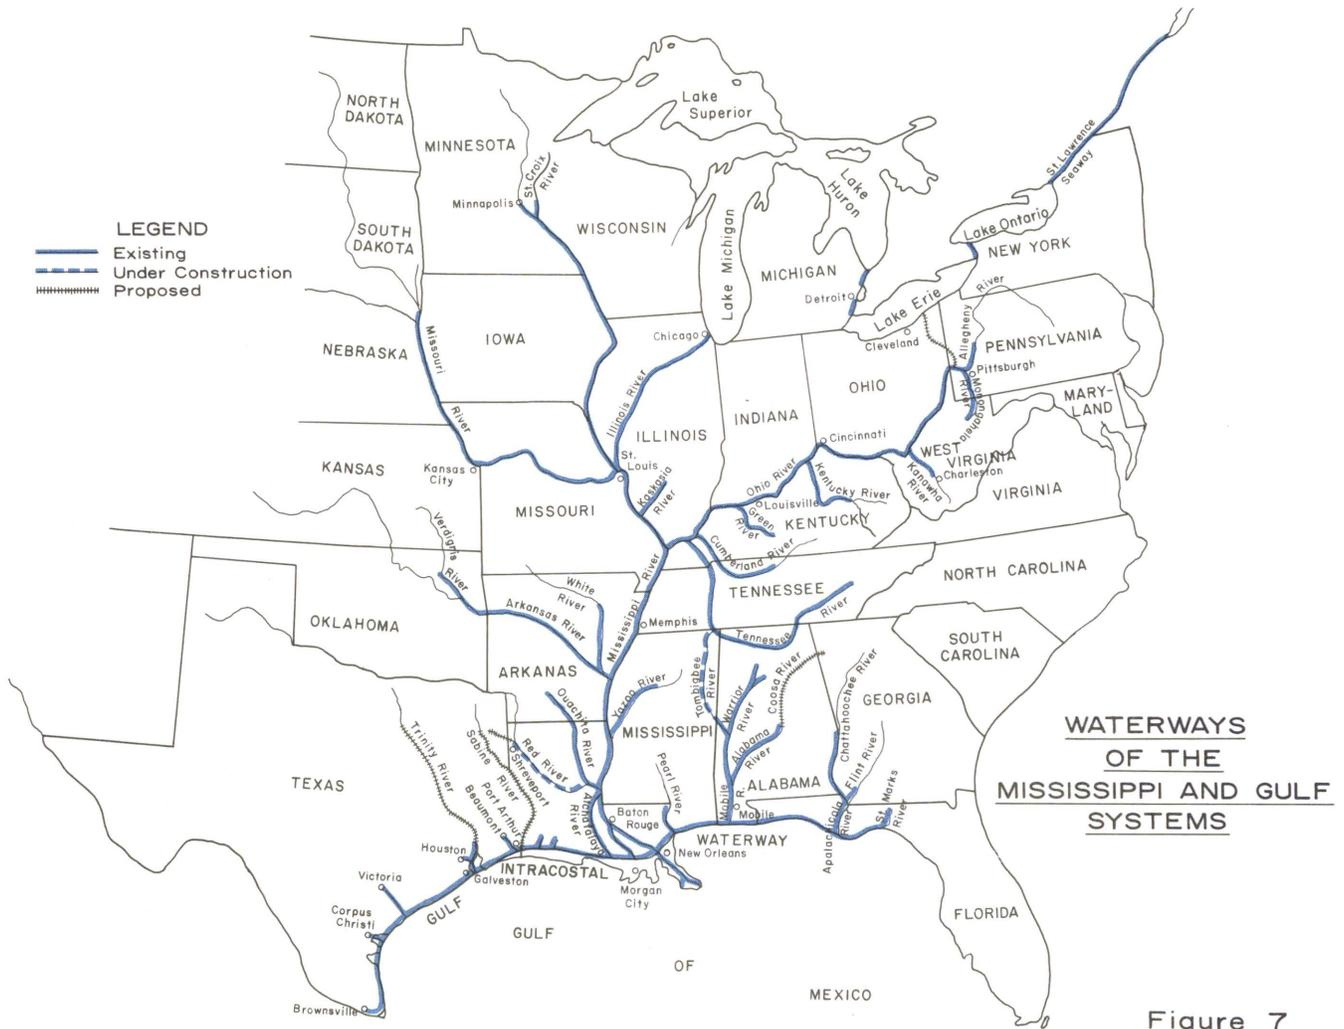 NORTH
DAKOTA
MINNESOTA
Lake
Superior
St. Croix
River
Minnapolis
WISCONSIN
Lake
Huron
Lake Michigan
MICHIGAN
Detroit
St. Lawrence
Seaway
Lake Ontario
NEW YORK
LEGEND
Existing
Under Construction
Proposed
SOUTH
DAKOTA
Lake Erie
Cleveland
River
Allegheny
PENNSYLVANIA
Pittsburgh
Monongahela
River
MARY-
LAND
NEBRASKA
Missouri
River
IOWA
Chicago
Illinois River
ILLINOIS
INDIANA
OHIO
Cincinnati
WEST
VIRGINIA
Charleston
Kanawha
River
VIRGINIA
KANSAS
Kansas
City
St.
Louis
Kaskasia
River
MISSOURI
Ohio River
Louisville
Kentucky River
Green
River
KENTUCKY
Cumberland River
Verdigris
River
White
River
Arkansas River
Mississippi
River
Memphis
TENNESSEE
Tennessee
River
NORTH CAROLINA
SOUTH
CAROLINA
OKLAHOMA
ARKANAS
Ouachita River
Yazoo River
Tombigbee
River
MISSISSIPPI
Warrior
River
Coosa River
Alabama
River
Chattahoochee River
GEORGIA
Flint River
WATERWAYS
OF THE
MISSISSIPPI AND GULF
SYSTEMS
TEXAS
Trinity
River
Sabine
River
Red River
Shreveport
Port Arthur
Beaumont
Atchafalaya
River
Pearl River
Baton
Rouge
Mobile R.
Mobile
ALABAMA
Apalachicola
River
St. Marks
River
Houston
Galveston
Victoria
Corpus
Christi
Brownsville
GULF
INTRACOSTAL
WATERWAY
New Orleans
Morgan
City
FLORIDA
GULF
OF
MEXICO
Figure 7